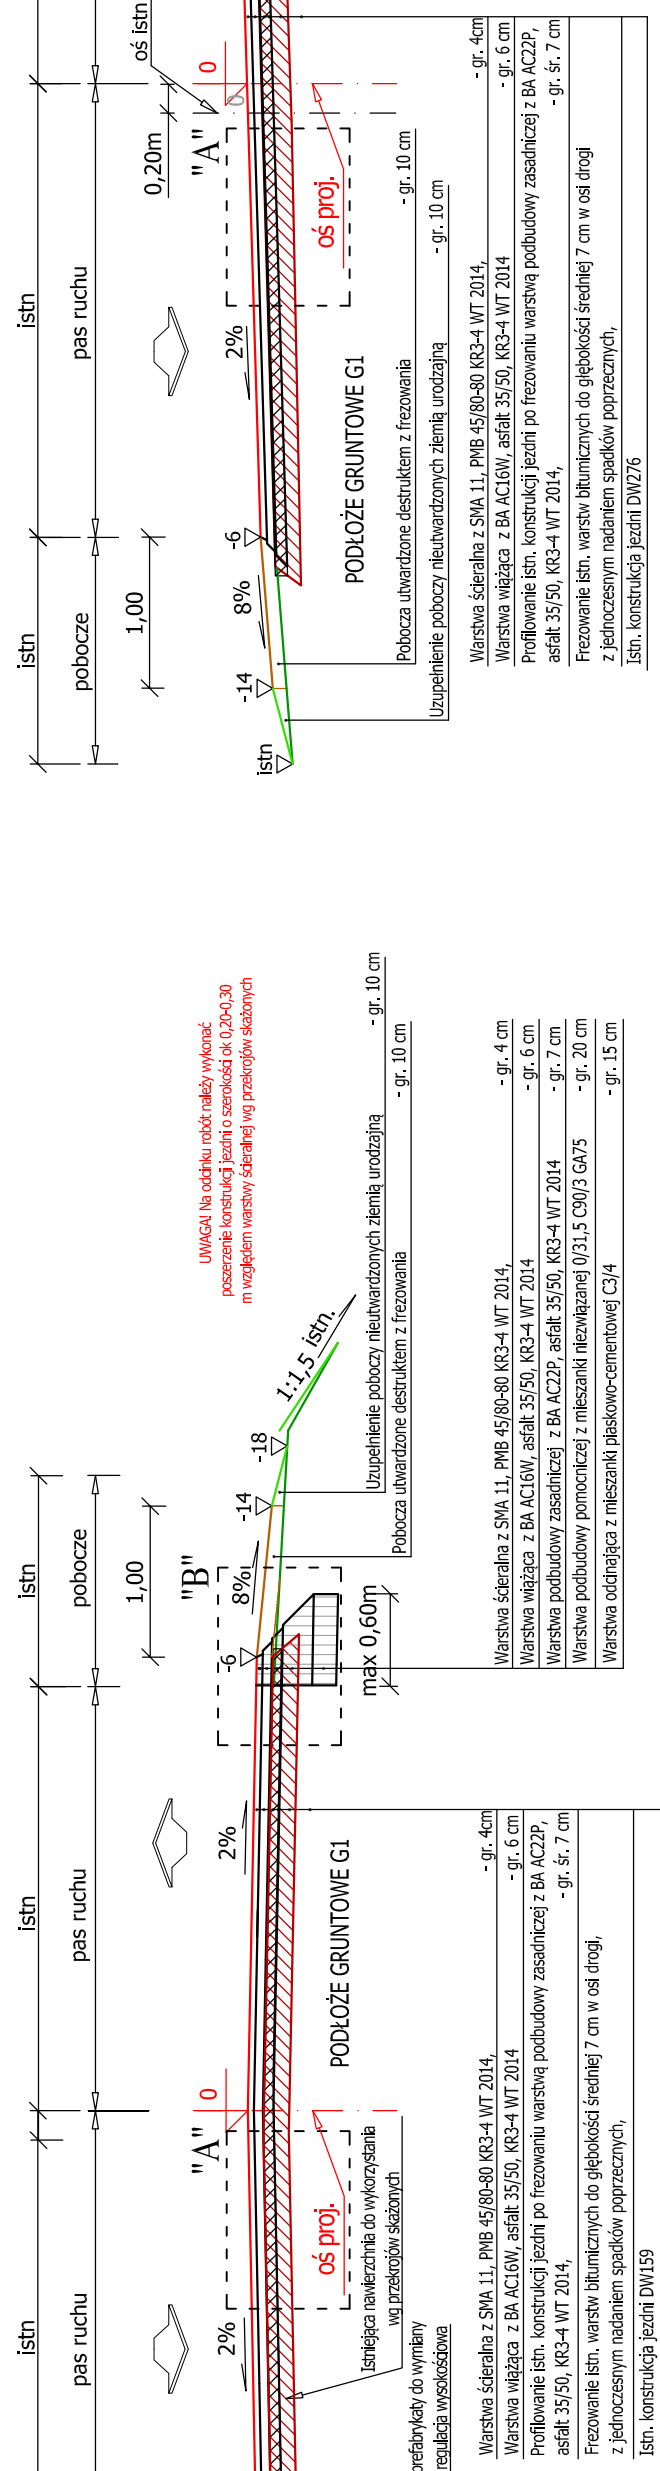 istn
pas ruchu
istn
pobocze
oś istn
0,20m
1,00
0
0
"A"
oś proj.
2%
-6
8%
-14
istn
PODŁOŻE GRUNTOWE G1
Pobocza utwardzone destruktem z frezowania - gr. 10 cm
Uzupełnienie poboczy nieutwardzonych ziemią urodzajną - gr. 10 cm
Warstwa ścieralna z SMA 11, PMB 45/80-80 KR3-4 WT 2014, - gr. 4cm
Warstwa wiążąca z BA AC16W, asfalt 35/50, KR3-4 WT 2014 - gr. 6 cm
Profilowanie istn. konstrukcji jezdni po frezowaniu warstwą podbudowy zasadniczej z BA AC22P,
asfalt 35/50, KR3-4 WT 2014, - gr. śr. 7 cm
Frezowanie istn. warstw bitumicznych do głębokości średniej 7 cm w osi drogi
z jednoczesnym nadaniem spadków poprzecznych,
Istn. konstrukcja jezdni DW276
UWAGA! Na odcinku robót należy wykonać
poszerzenie konstrukcji jezdni o szerokości ok 0,20-0,30
m względem warstwy ścieralnej wg przekrojów skażonych
istn
pas ruchu
istn
pas ruchu
istn
pobocze
1,00
"A"
0
"B"
2%
2%
-6
8%
-14
-18
1:1,5 istn.
oś proj.
max 0,60m
PODŁOŻE GRUNTOWE G1
Uzupełnienie poboczy nieutwardzonych ziemią urodzajną - gr. 10 cm
Pobocza utwardzone destruktem z frezowania - gr. 10 cm
Istniejąca nawierzchnia do wykorzystania
wg przekrojów skażonych
prefabrykaty do wymiany
regulacja wysokościowa
Warstwa ścieralna z SMA 11, PMB 45/80-80 KR3-4 WT 2014, - gr. 4 cm
Warstwa wiążąca z BA AC16W, asfalt 35/50, KR3-4 WT 2014 - gr. 6 cm
Warstwa podbudowy zasadniczej z BA AC22P, asfalt 35/50, KR3-4 WT 2014 - gr. 7 cm
Warstwa podbudowy pomocniczej z mieszanki niezwiązanej 0/31,5 C90/3 GA75 - gr. 20 cm
Warstwa odcinająca z mieszanki piaskowo-cementowej C3/4 - gr. 15 cm
Warstwa ścieralna z SMA 11, PMB 45/80-80 KR3-4 WT 2014, - gr. 4cm
Warstwa wiążąca z BA AC16W, asfalt 35/50, KR3-4 WT 2014 - gr. 6 cm
Profilowanie istn. konstrukcji jezdni po frezowaniu warstwą podbudowy zasadniczej z BA AC22P,
asfalt 35/50, KR3-4 WT 2014, - gr. śr. 7 cm
Frezowanie istn. warstw bitumicznych do głębokości średniej 7 cm w osi drogi,
z jednoczesnym nadaniem spadków poprzecznych,
Istn. konstrukcja jezdni DW159